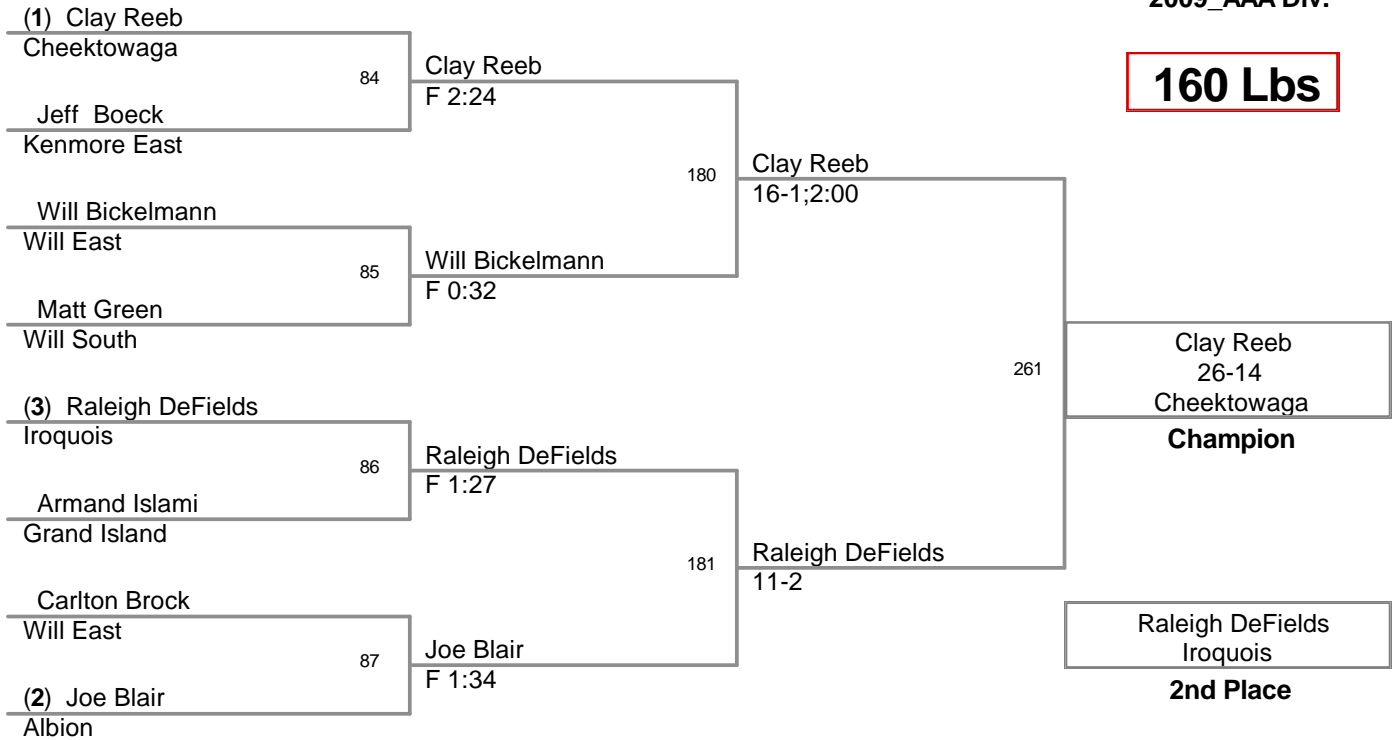 2009_AAA Div.
160 Lbs
(1) Clay Reeb
Cheektowaga
84
Jeff Boeck
Kenmore East
Clay Reeb
F 2:24
Will Bickelmann
Will East
85
Matt Green
Will South
Will Bickelmann
F 0:32
180
Clay Reeb
16-1;2:00
(3) Raleigh DeFields
Iroquois
86
Armand Islami
Grand Island
Raleigh DeFields
F 1:27
Carlton Brock
Will East
87
(2) Joe Blair
Albion
Joe Blair
F 1:34
181
Raleigh DeFields
11-2
261
Clay Reeb
26-14
Cheektowaga
Champion
Raleigh DeFields
Iroquois
2nd Place